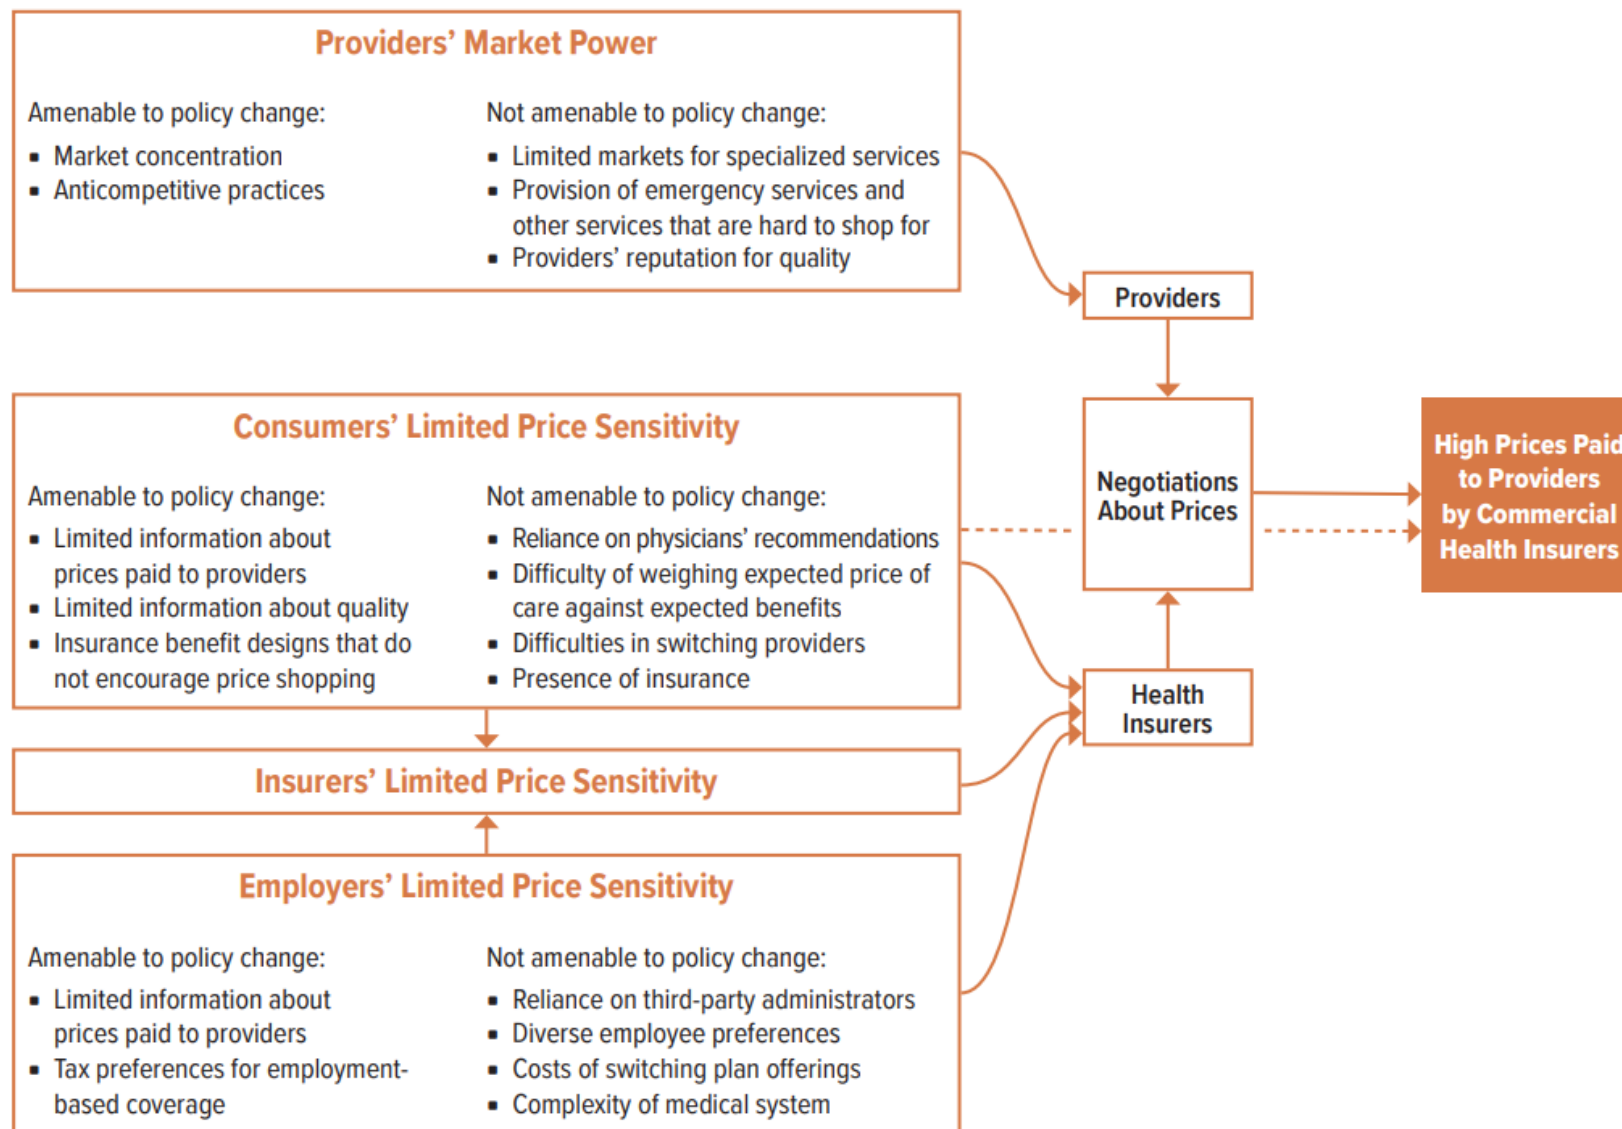 Providers’ Market Power
Amenable to policy change:
▪ Market concentration
▪ Anticompetitive practices
Not amenable to policy change:
▪ Limited markets for specialized services
▪ Provision of emergency services and
other services that are hard to shop for
▪ Providers’ reputation for quality
Providers
Consumers’ Limited Price Sensitivity
Amenable to policy change:
▪ Limited information about
prices paid to providers
▪ Limited information about quality
▪ Insurance benefit designs that do
not encourage price shopping
Not amenable to policy change:
▪ Reliance on physicians’ recommendations
▪ Difficulty of weighing expected price of
care against expected benefits
▪ Difficulties in switching providers
▪ Presence of insurance
Negotiations
About Prices
High Prices Paid
to Providers
by Commercial
Health Insurers
Health
Insurers
Insurers’ Limited Price Sensitivity
Employers’ Limited Price Sensitivity
Amenable to policy change:
▪ Limited information about
prices paid to providers
▪ Tax preferences for employment-
based coverage
Not amenable to policy change:
▪ Reliance on third-party administrators
▪ Diverse employee preferences
▪ Costs of switching plan offerings
▪ Complexity of medical system